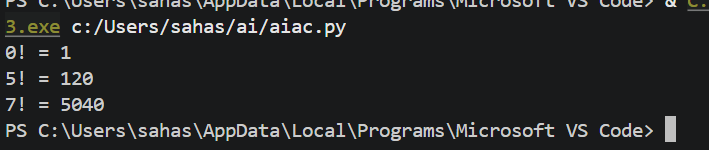 PS C:\Users\sahas\AppData\Local\Programs\Microsoft VS Code> & C:
3.exe c:/Users/sahas/ai/aiac.py
0! = 1
5! = 120
7! = 5040
PS C:\Users\sahas\AppData\Local\Programs\Microsoft VS Code>